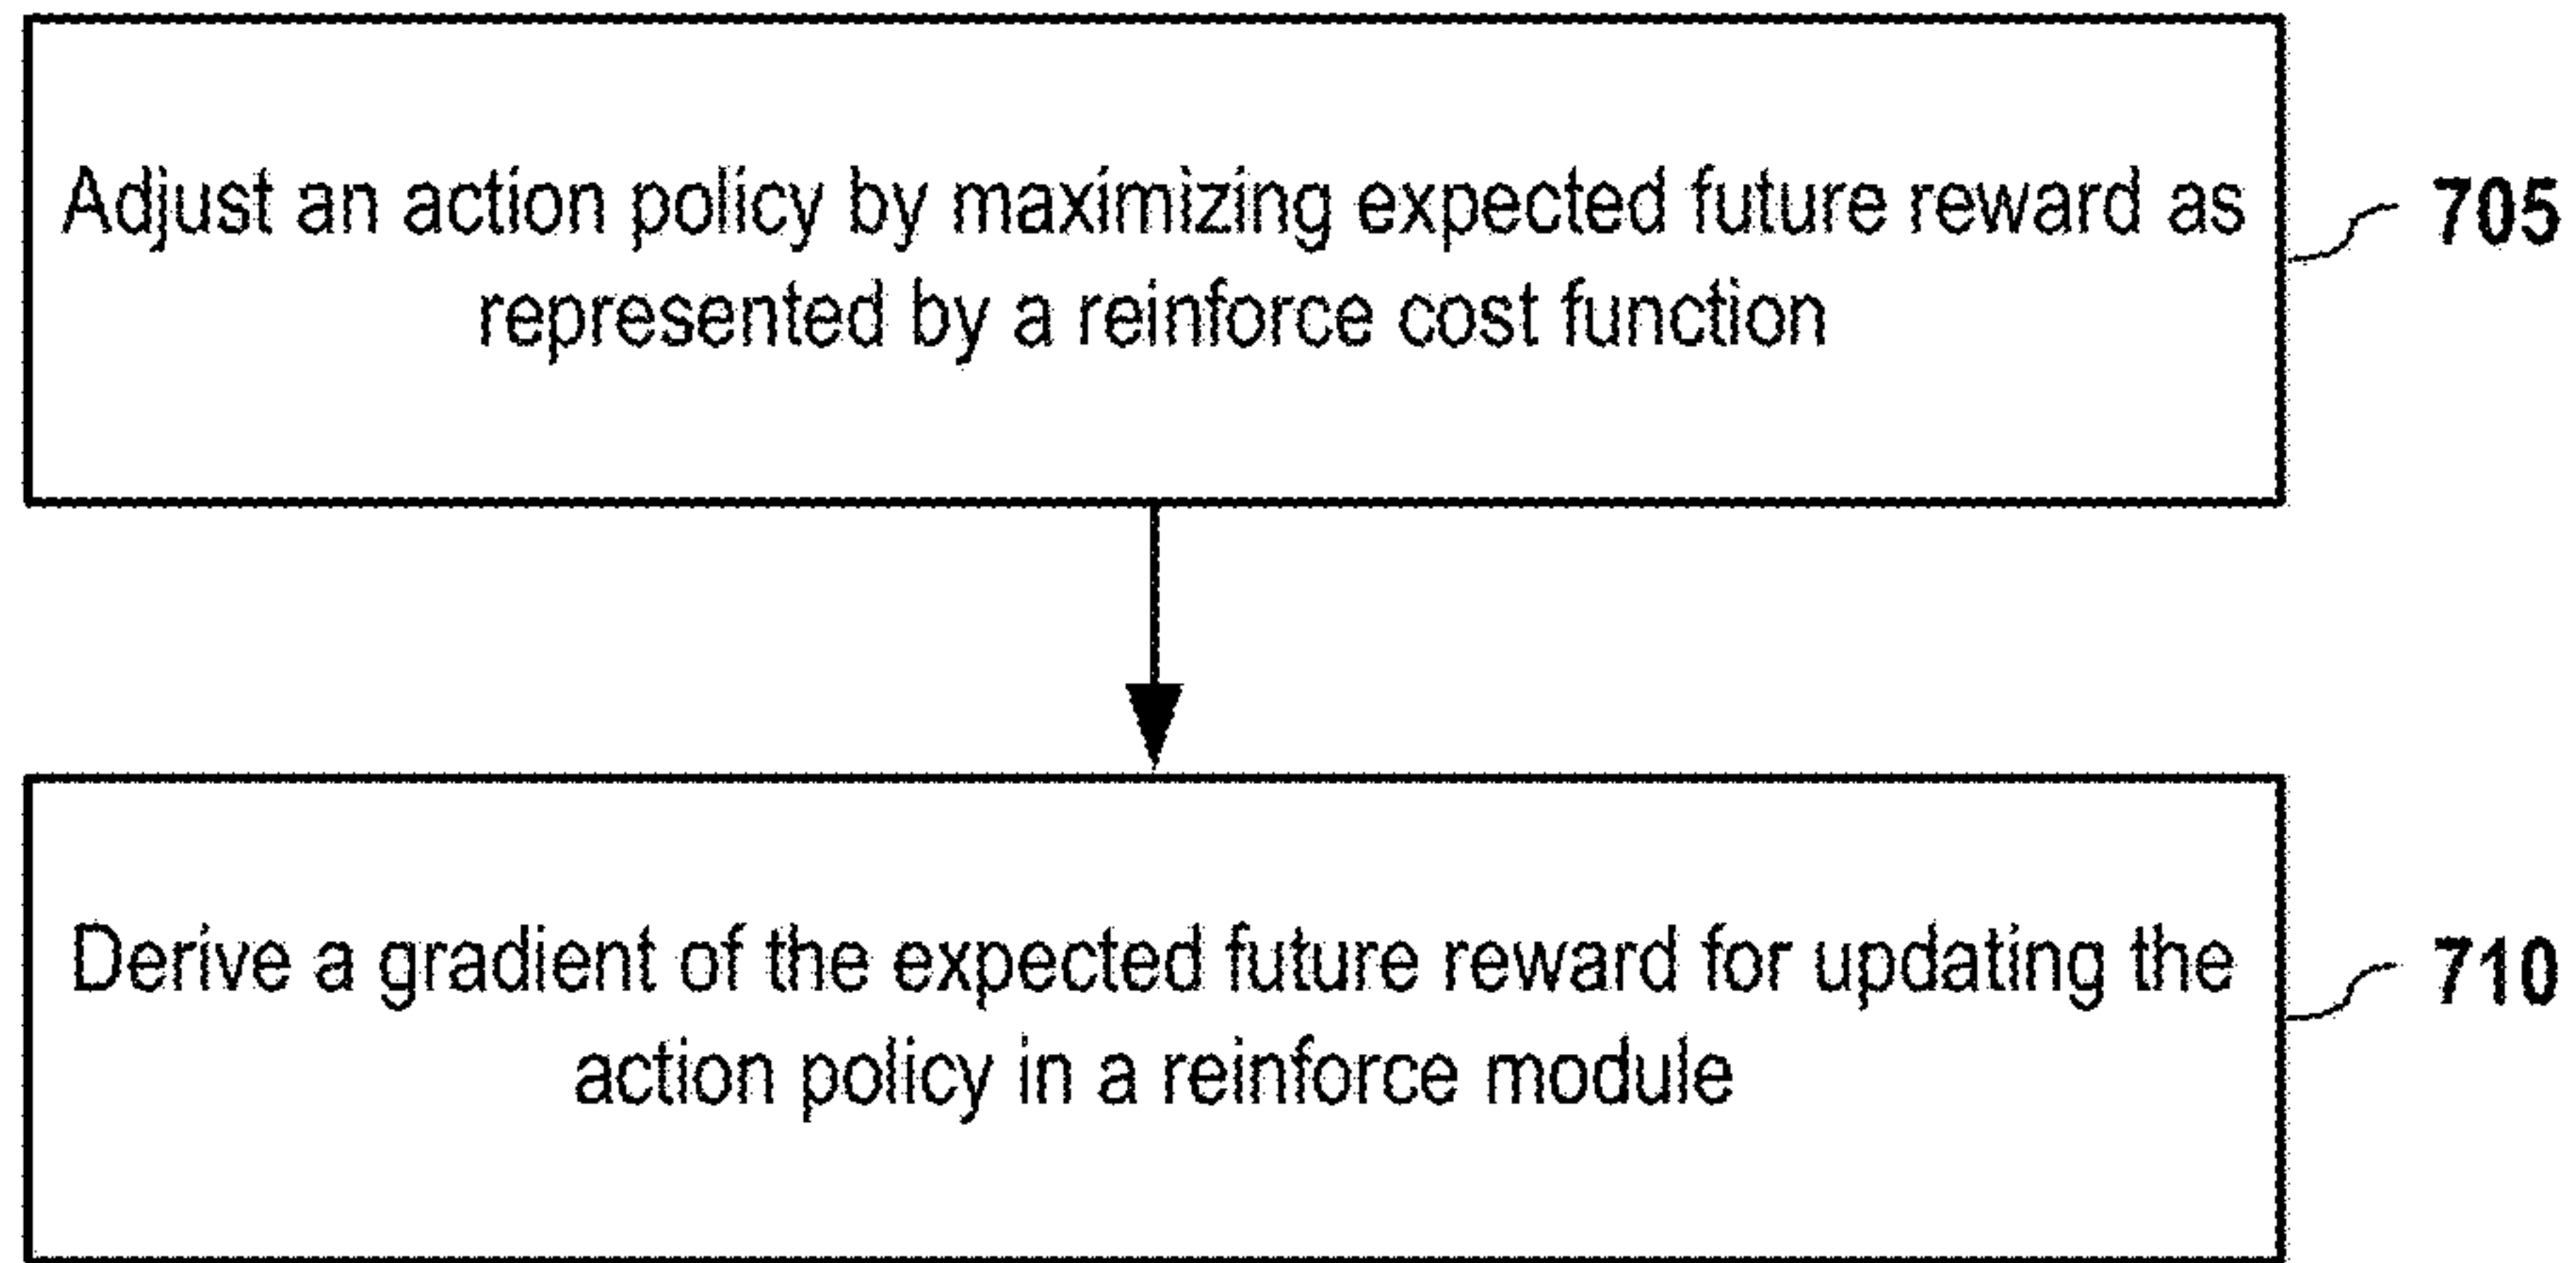 Adjust an action policy by maximizing expected future reward as
represented by a reinforce cost function
705
Derive a gradient of the expected future reward for updating the
action policy in a reinforce module
710